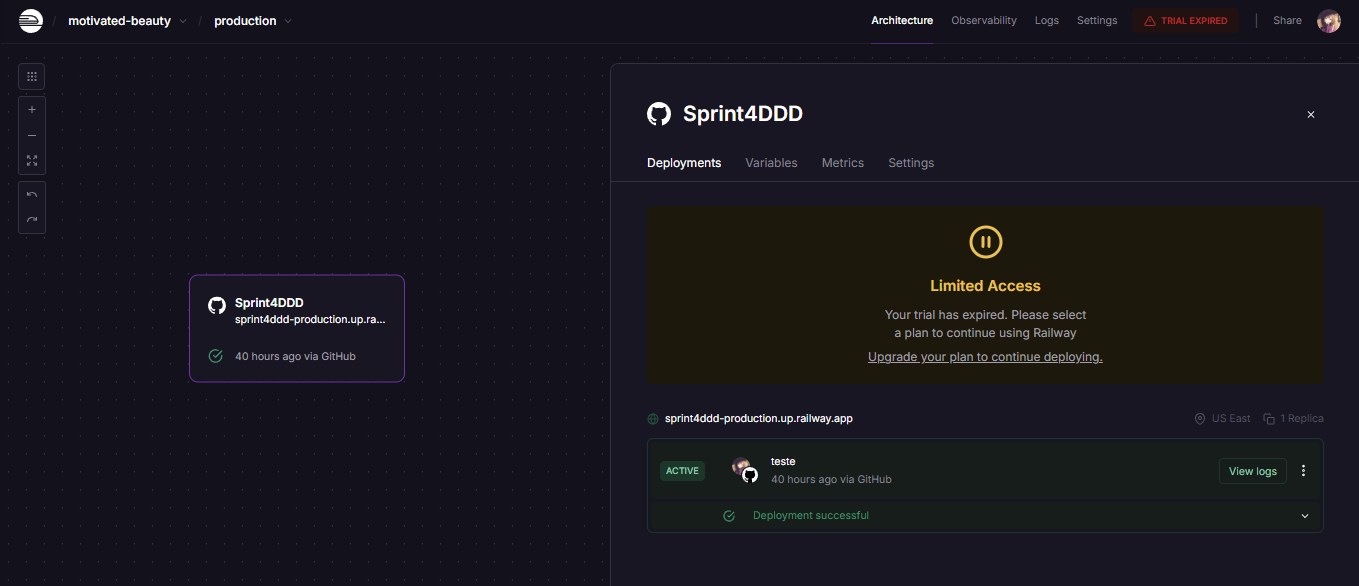 / motivated-beauty / production
Architecture Observability Logs Settings TRIAL EXPIRED Share
Sprint4DDD
Deployments Variables Metrics Settings
Limited Access
Your trial has expired. Please select
a plan to continue using Railway
Upgrade your plan to continue deploying.
Sprint4DDD
sprint4ddd-production.up.ra...
40 hours ago via GitHub
sprint4ddd-production.up.railway.app US East 1 Replica
ACTIVE
teste
40 hours ago via GitHub
View logs
Deployment successful